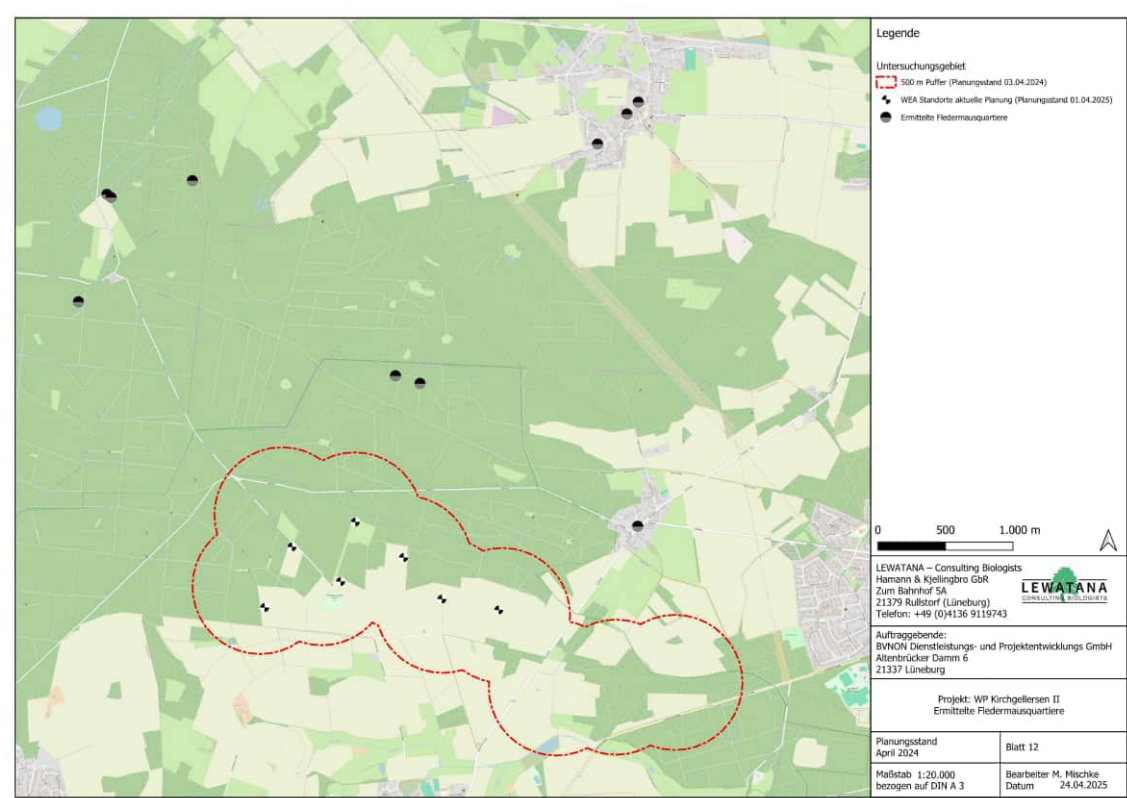 Legende
Untersuchungsgebiet
500 m Puffer (Planungsstand 03.04.2024)
WEA Standorte aktuelle Planung (Planungsstand 01.04.2025)
Ermittelte Fledermausquartiere
0 500 1.000 m
LEWATANA – Consulting Biologists
Hamann & Kjellingbro GbR
Zum Bahnhof 5A
21379 Rullstorf (Lüneburg)
Telefon: +49 (0)4136 9119743
LEWATANA
CONSULTING BIOLOGISTS
Auftraggebende:
BVNON Dienstleistungs- und Projektentwicklungs GmbH
Altenbrücker Damm 6
21337 Lüneburg
Projekt: WP Kirchgellersen II
Ermittelte Fledermausquartiere
Planungsstand
April 2024
Blatt 12
Maßstab 1:20.000
bezogen auf DIN A 3
Bearbeiter M. Mischke
Datum 24.04.2025